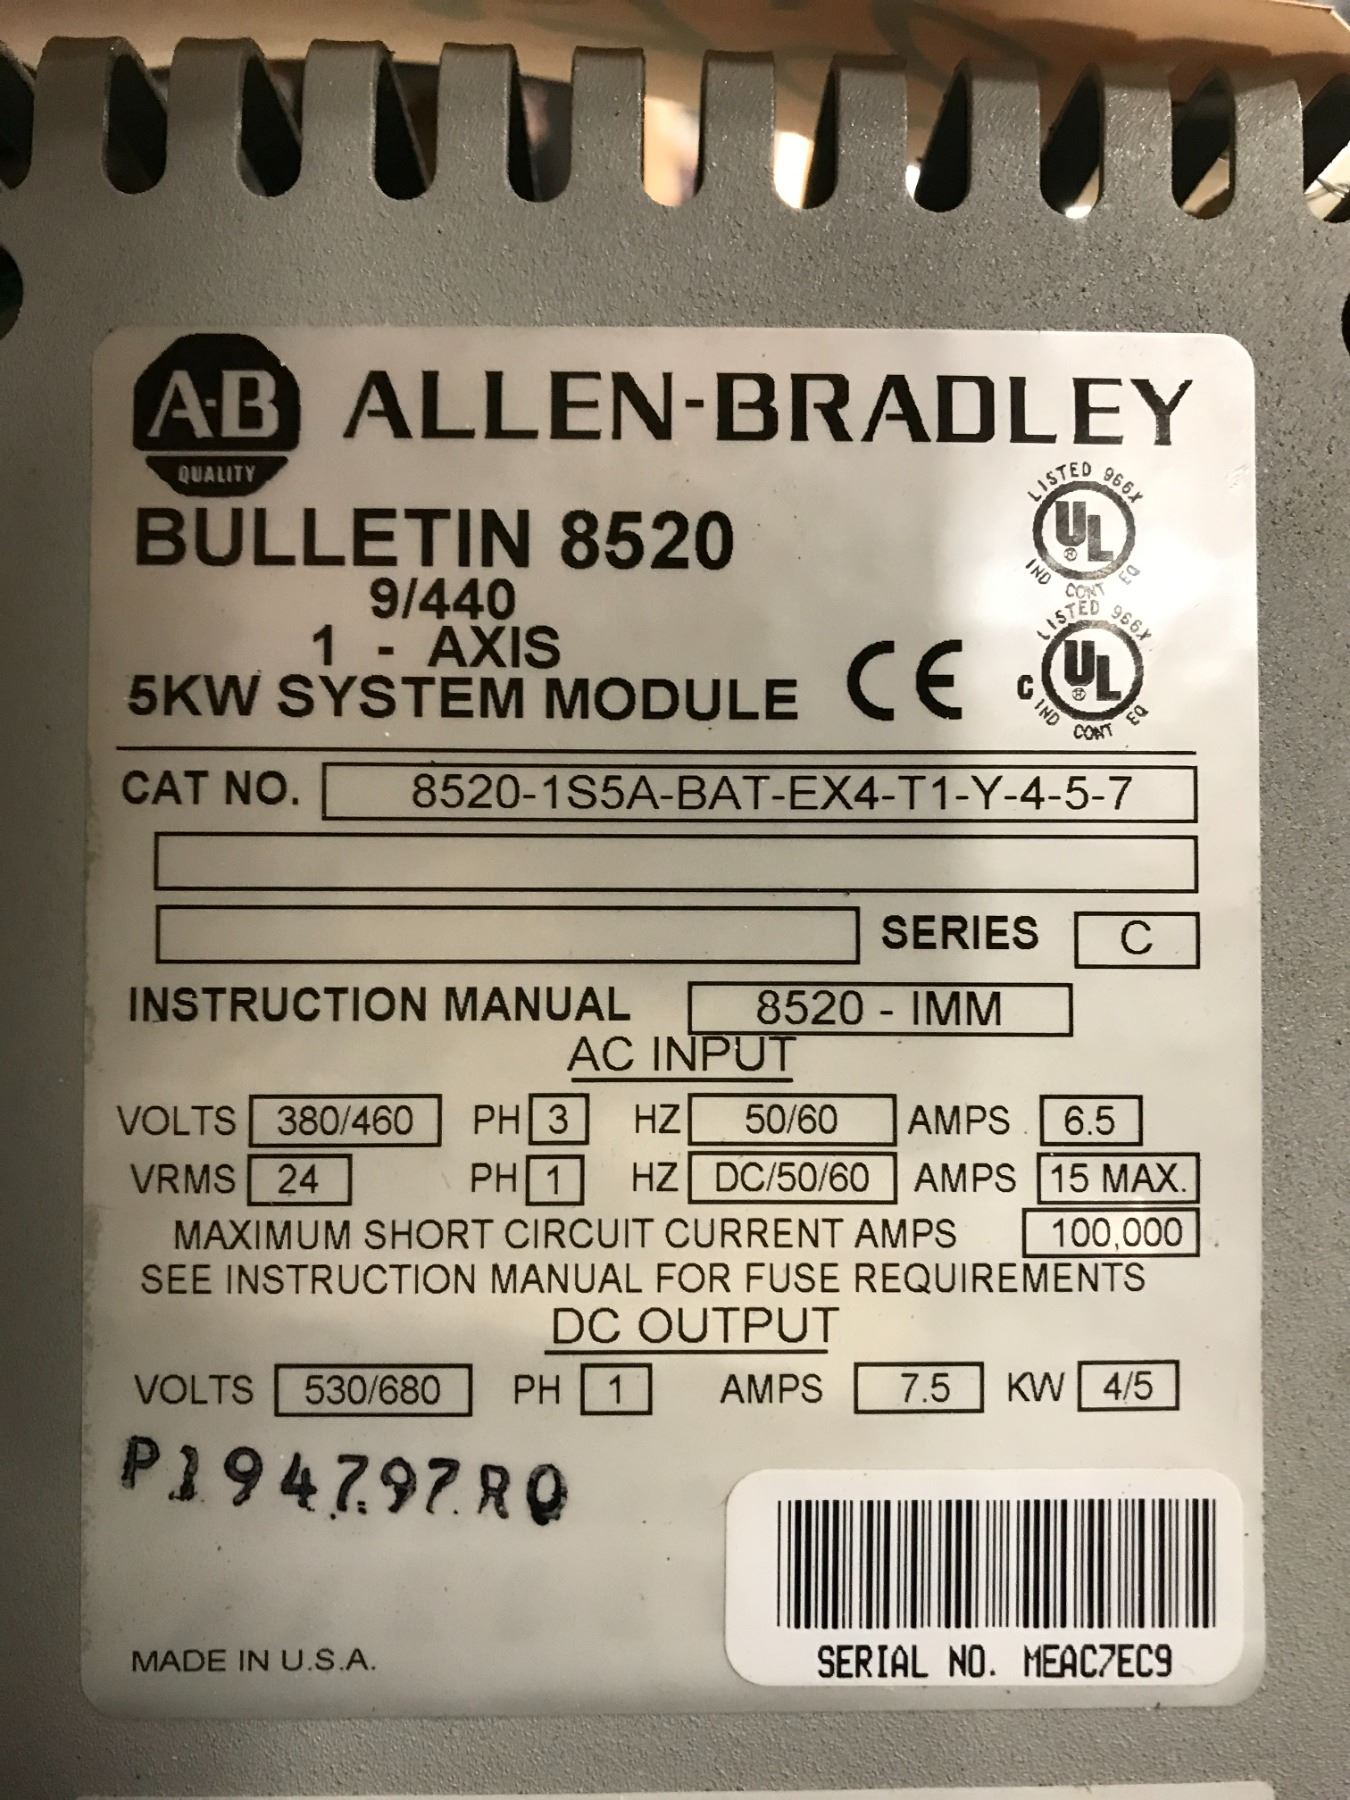 A-B ALLEN-BRADLEY
QUALITY
BULLETIN 8520
9/440
1 - AXIS
5KW SYSTEM MODULE CE
LISTED 966X
UL
®
IND CONT EQ
LISTED 966X
C UL
®
IND CONT EQ
CAT NO. 8520-1S5A-BAT-EX4-T1-Y-4-5-7
SERIES C
INSTRUCTION MANUAL 8520 - IMM
AC INPUT
VOLTS 380/460 PH 3 HZ 50/60 AMPS 6.5
VRMS 24 PH 1 HZ DC/50/60 AMPS 15 MAX.
MAXIMUM SHORT CIRCUIT CURRENT AMPS 100,000
SEE INSTRUCTION MANUAL FOR FUSE REQUIREMENTS
DC OUTPUT
VOLTS 530/680 PH 1 AMPS 7.5 KW 4/5
P194797R0
MADE IN U.S.A.
SERIAL NO. MEAC7EC9